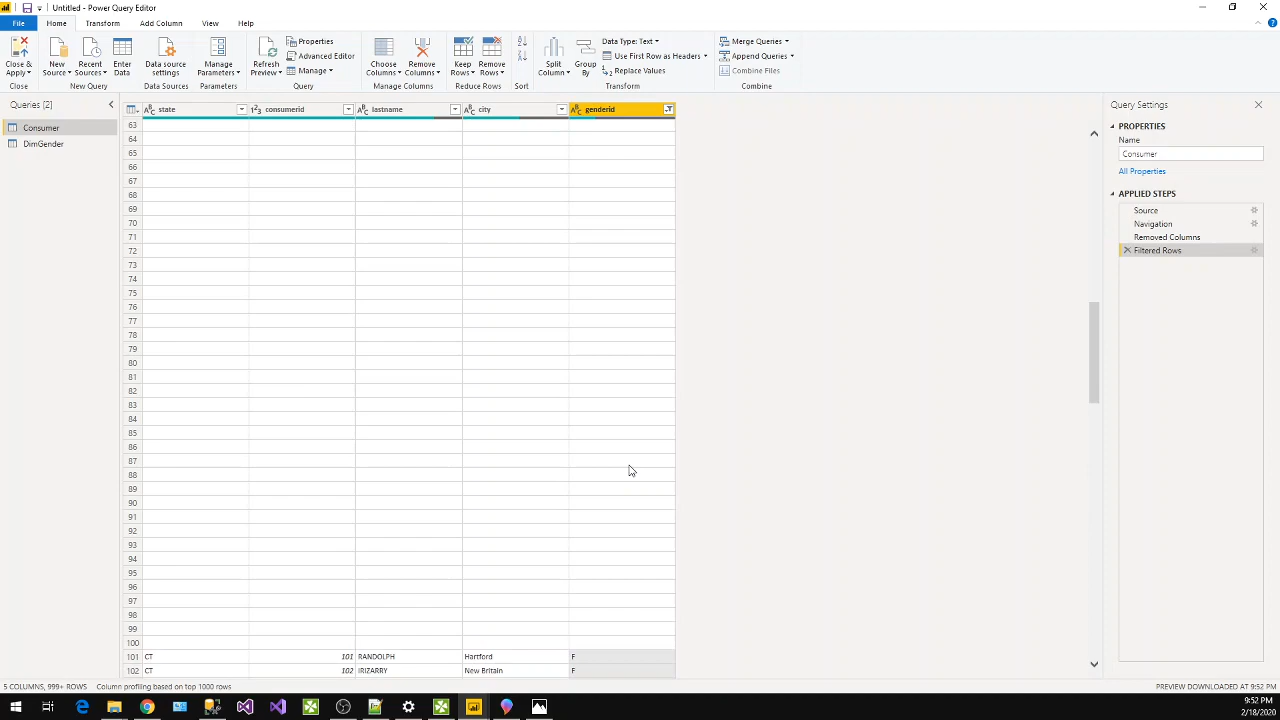 Untitled - Power Query Editor
File Home Transform Add Column View Help
Close & Apply
New Source
Recent Sources
Enter Data
Data source settings
Manage Parameters
Refresh Preview
Properties
Advanced Editor
Manage
Choose Columns
Remove Columns
Keep Rows
Remove Rows
Split Column
Group By
Data Type: Text
Use First Row as Headers
Replace Values
Merge Queries
Append Queries
Combine Files
Close
New Query
Data Sources
Parameters
Query
Manage Columns
Reduce Rows
Sort
Transform
Combine
Queries [2]
Consumer
DimGender
state consumerid lastname city genderid
63
64
65
66
67
68
69
70
71
72
73
74
75
76
77
78
79
80
81
82
83
84
85
86
87
88
89
90
91
92
93
94
95
96
97
98
99
100
101 CT 101 RANDOLPH Hartford F
102 CT 102 IRIZARRY New Britain F
Query Settings
PROPERTIES
Name
Consumer
All Properties
APPLIED STEPS
Source
Navigation
Removed Columns
Filtered Rows
5 COLUMNS, 999+ ROWS Column profiling based on top 1000 rows
PREVIEW DOWNLOADED AT 9:52 PM
9:52 PM
2/18/2020